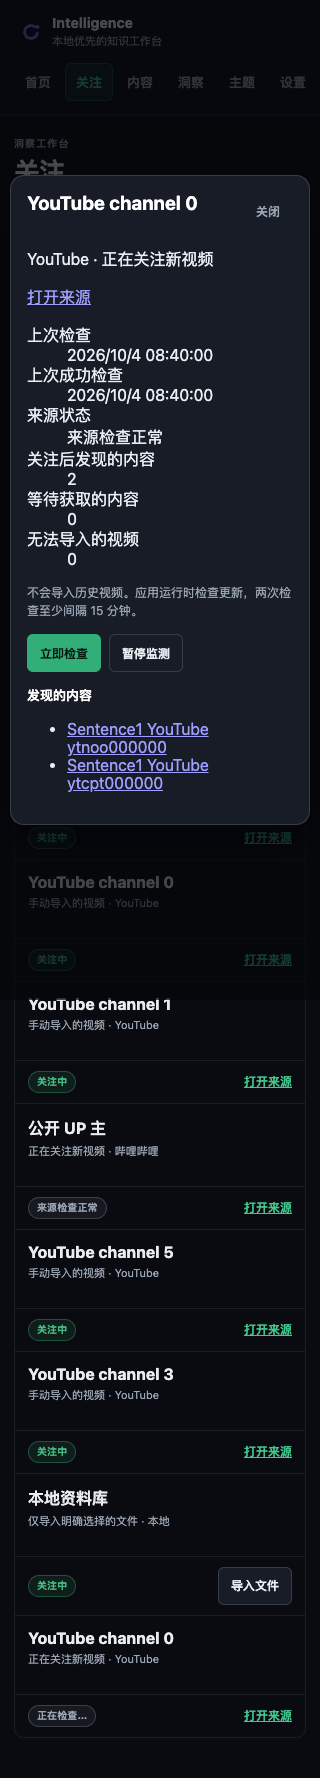 Intelligence
本地优先的知识工作台
首页 关注 内容 洞察 主题 设置
洞察工作台
关注
YouTube channel 0
关闭
YouTube · 正在关注新视频
打开来源
上次检查
2026/10/4 08:40:00
上次成功检查
2026/10/4 08:40:00
来源状态
来源检查正常
关注后发现的内容
2
等待获取的内容
0
无法导入的视频
0
不会导入历史视频。应用运行时检查更新，两次检
查至少间隔 15 分钟。
立即检查 暂停监测
发现的内容
Sentence1 YouTube
ytnoo000000
Sentence1 YouTube
ytcpt000000
关注中 打开来源
YouTube channel 0
手动导入的视频 · YouTube
关注中 打开来源
YouTube channel 1
手动导入的视频 · YouTube
关注中 打开来源
公开 UP 主
正在关注新视频 · 哔哩哔哩
来源检查正常 打开来源
YouTube channel 5
手动导入的视频 · YouTube
关注中 打开来源
YouTube channel 3
手动导入的视频 · YouTube
关注中 打开来源
本地资料库
仅导入明确选择的文件 · 本地
关注中 导入文件
YouTube channel 0
正在关注新视频 · YouTube
正在检查... 打开来源